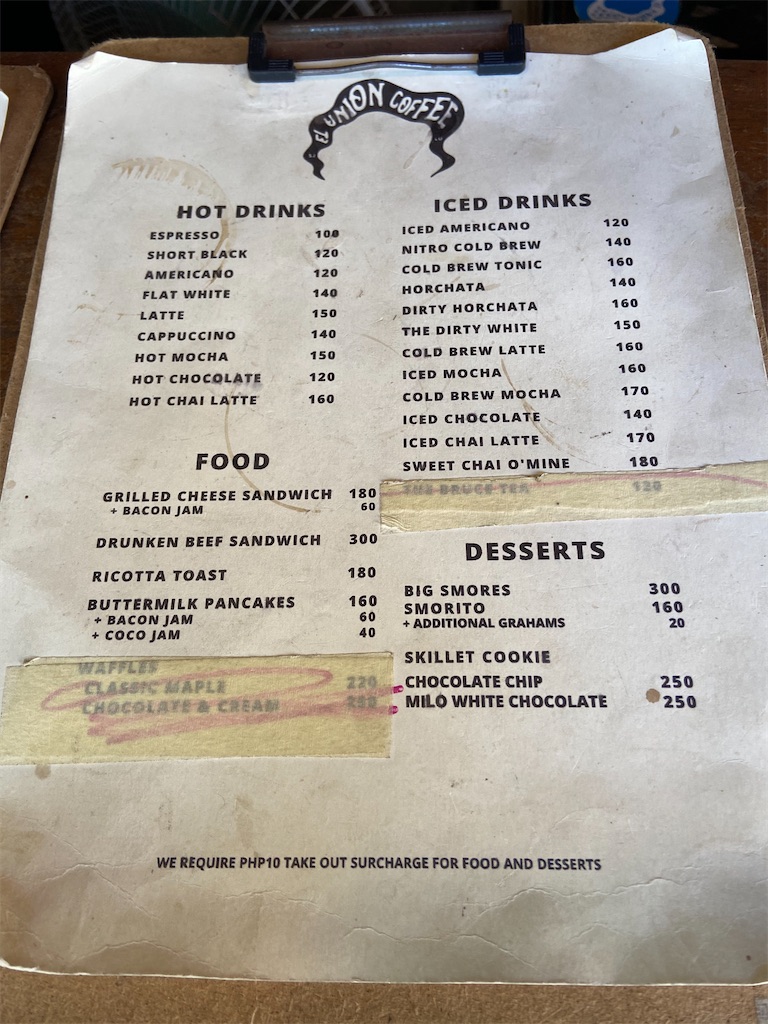 EL UNION COFFEE
HOT DRINKS
ESPRESSO 100
SHORT BLACK 120
AMERICANO 120
FLAT WHITE 140
LATTE 150
CAPPUCCINO 140
HOT MOCHA 150
HOT CHOCOLATE 120
HOT CHAI LATTE 160
FOOD
GRILLED CHEESE SANDWICH 180
+ BACON JAM 60
DRUNKEN BEEF SANDWICH 300
RICOTTA TOAST 180
BUTTERMILK PANCAKES 160
+ BACON JAM 60
+ COCO JAM 40
WAFFLES
CLASSIC MAPLE 220
CHOCOLATE & CREAM
ICED DRINKS
ICED AMERICANO 120
NITRO COLD BREW 140
COLD BREW TONIC 160
HORCHATA 140
DIRTY HORCHATA 160
THE DIRTY WHITE 150
COLD BREW LATTE 160
ICED MOCHA 160
COLD BREW MOCHA 170
ICED CHOCOLATE 140
ICED CHAI LATTE 170
SWEET CHAI O'MINE 180
THE BRUCE TEA 120
DESSERTS
BIG SMORES 300
SMORITO 160
+ ADDITIONAL GRAHAMS 20
SKILLET COOKIE
CHOCOLATE CHIP 250
MILO WHITE CHOCOLATE 250
WE REQUIRE PHP10 TAKE OUT SURCHARGE FOR FOOD AND DESSERTS